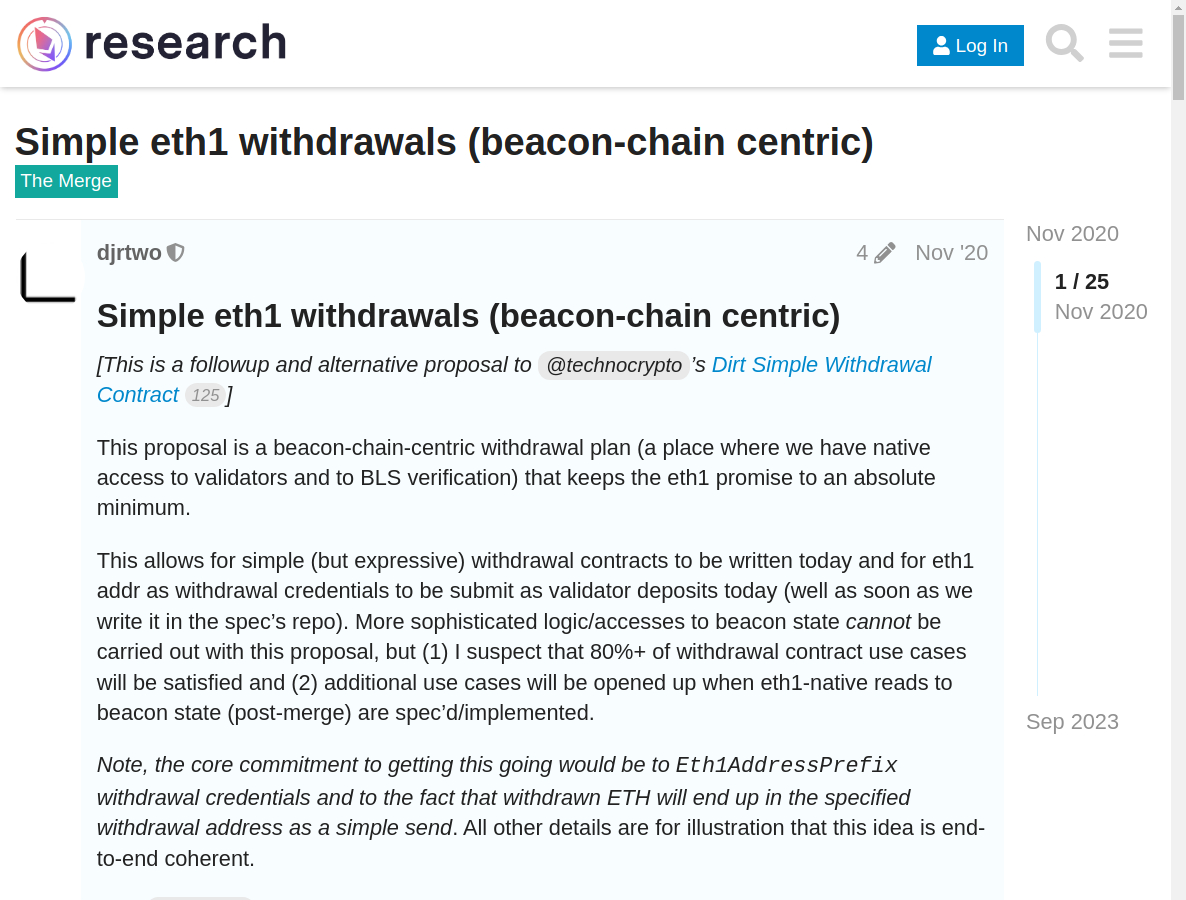 research
Log In
Simple eth1 withdrawals (beacon-chain centric)
The Merge
djrtwo
4
Nov '20
Simple eth1 withdrawals (beacon-chain centric)
[This is a followup and alternative proposal to @technocrypto’s Dirt Simple Withdrawal
Contract 125]
This proposal is a beacon-chain-centric withdrawal plan (a place where we have native
access to validators and to BLS verification) that keeps the eth1 promise to an absolute
minimum.
This allows for simple (but expressive) withdrawal contracts to be written today and for eth1
addr as withdrawal credentials to be submit as validator deposits today (well as soon as we
write it in the spec’s repo). More sophisticated logic/accesses to beacon state cannot be
carried out with this proposal, but (1) I suspect that 80%+ of withdrawal contract use cases
will be satisfied and (2) additional use cases will be opened up when eth1-native reads to
beacon state (post-merge) are spec’d/implemented.
Note, the core commitment to getting this going would be to Eth1AddressPrefix
withdrawal credentials and to the fact that withdrawn ETH will end up in the specified
withdrawal address as a simple send. All other details are for illustration that this idea is end-
to-end coherent.
Nov 2020
1 / 25
Nov 2020
Sep 2023